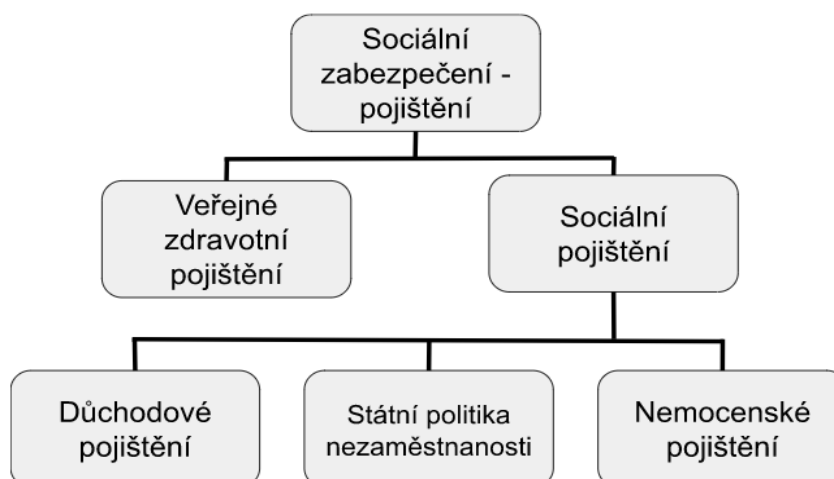 Sociální
zabezpečení -
pojištění
Veřejné
zdravotní
pojištění
Sociální
pojištění
Důchodové
pojištění
Státní politika
nezaměstnanosti
Nemocenské
pojištění